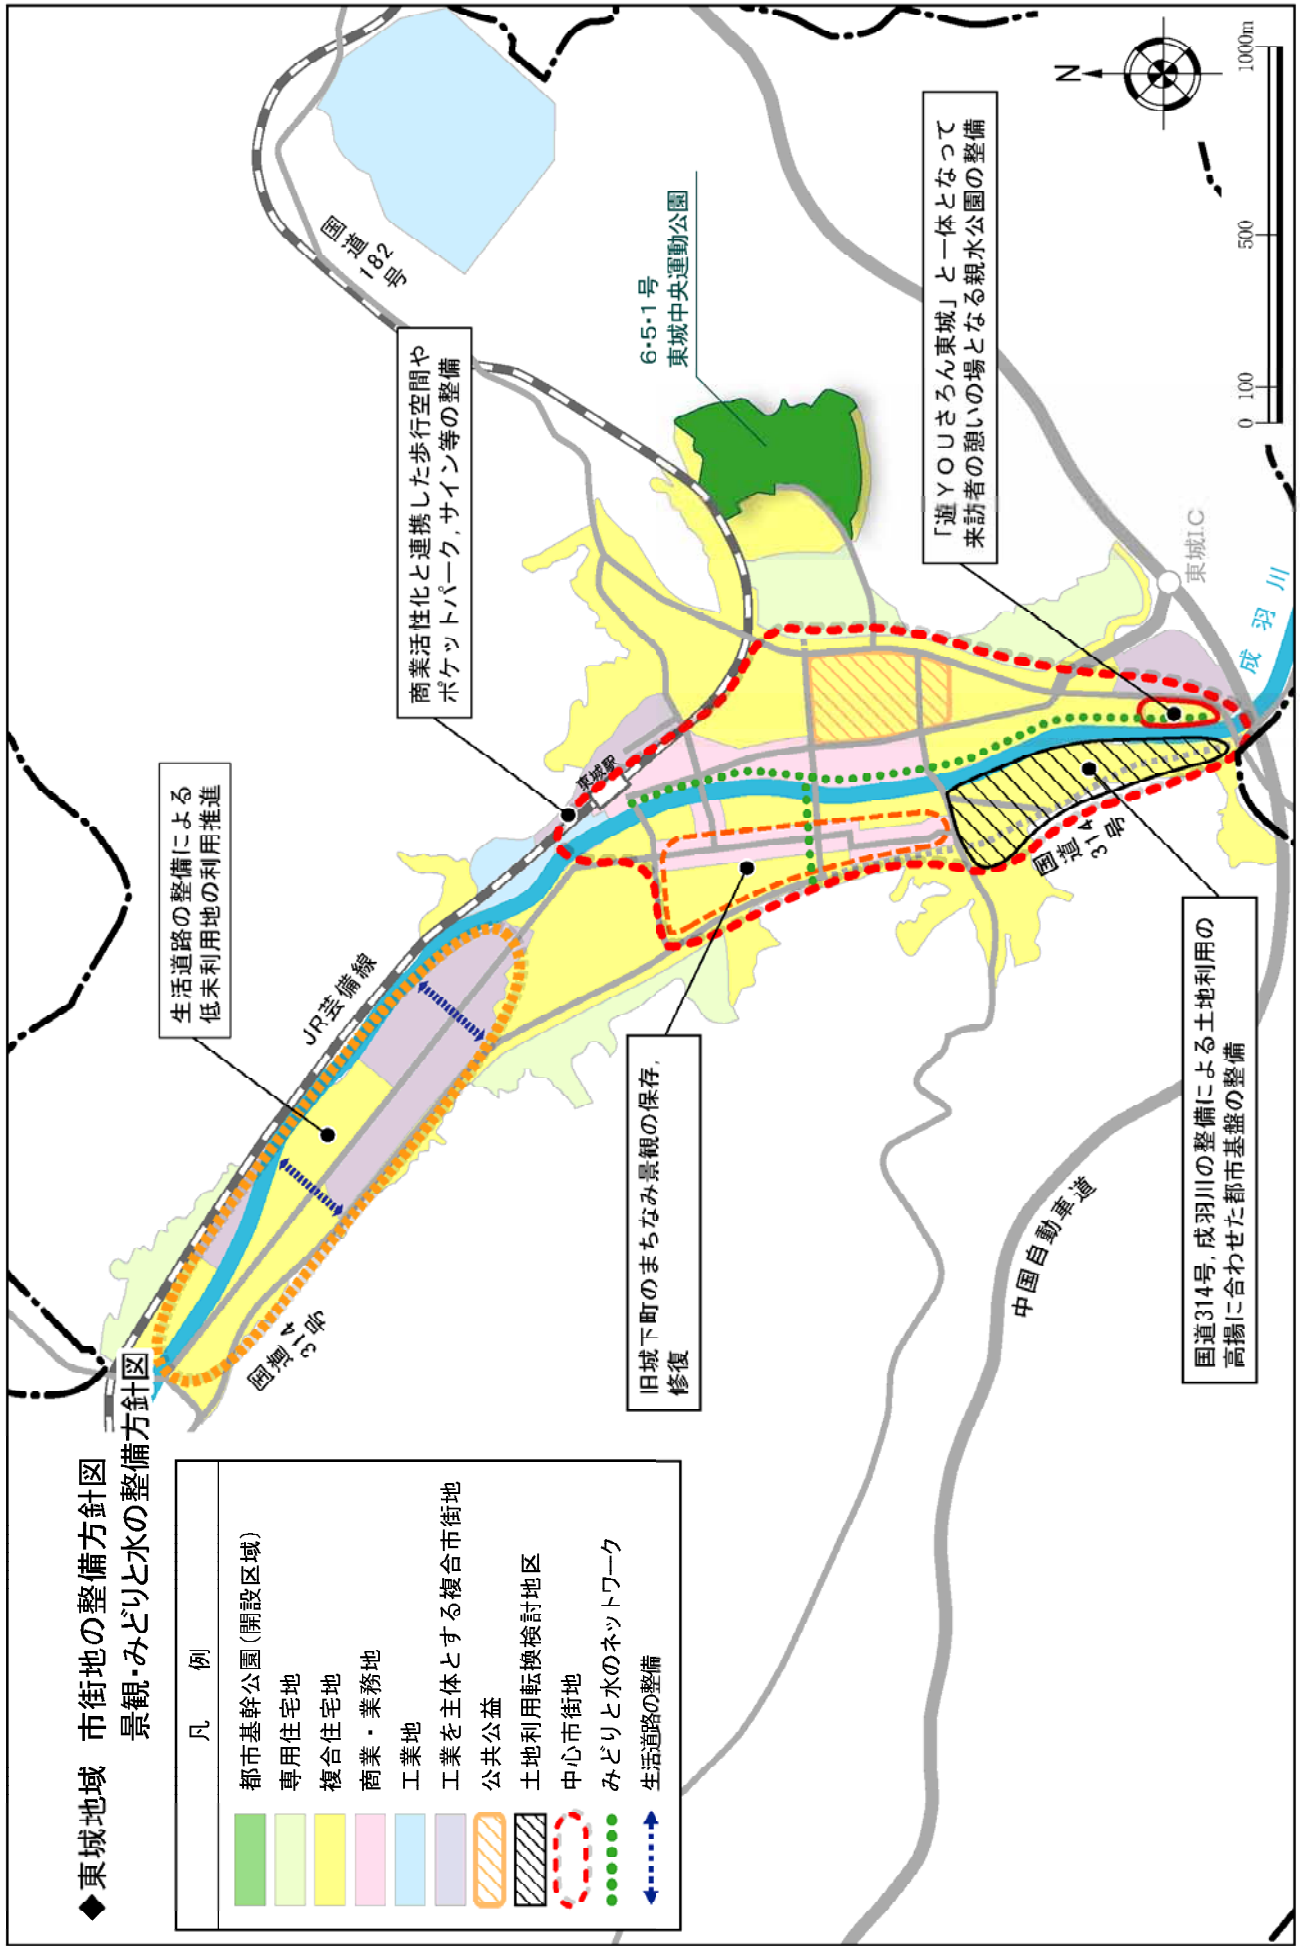 ◆東城地域　市街地の整備方針図
景観・みどりと水の整備方針図
凡　例
都市基幹公園（開設区域）
専用住宅地
複合住宅地
商業・業務地
工業地
工業を主体とする複合市街地
公共公益
土地利用転換検討地区
中心市街地
みどりと水のネットワーク
生活道路の整備
生活道路の整備による
低未利用地の利用推進
JR芸備線
国道
314
号
商業活性化と連携した歩行空間や
ポケットパーク，サイン等の整備
国道
182
号
東城駅
6・5・1号
東城中央運動公園
旧城下町のまちなみ景観の保存，
修復
「遊YOUさろん東城」と一体となって
来訪者の憩いの場となる親水公園の整備
国道
314
号
東城I.C
成羽川
中国自動車道
国道314号，成羽川の整備による土地利用の
高揚に合わせた都市基盤の整備
N
0 100 500 1000m